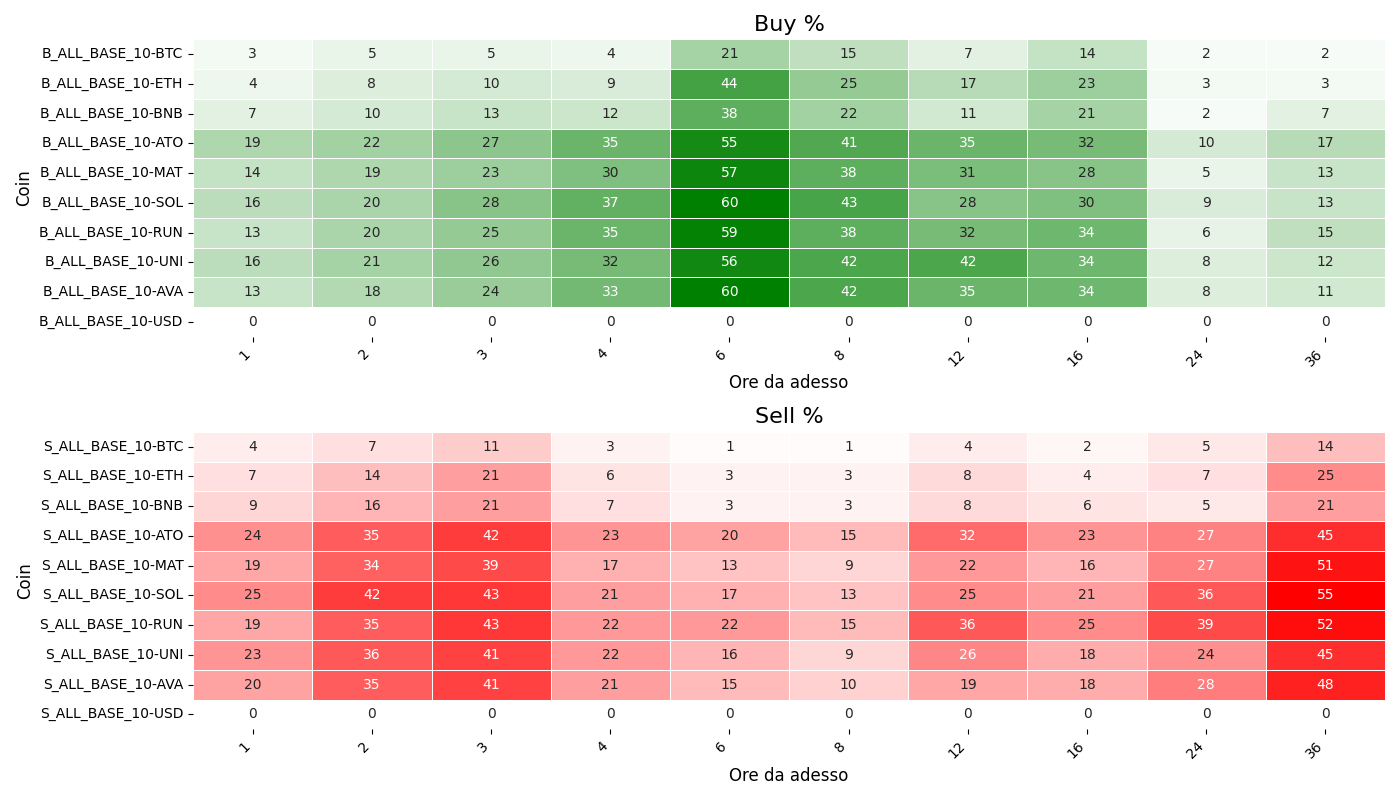 Buy %
Coin
B_ALL_BASE_10-BTC 3 5 5 4 21 15 7 14 2 2
B_ALL_BASE_10-ETH 4 8 10 9 44 25 17 23 3 3
B_ALL_BASE_10-BNB 7 10 13 12 38 22 11 21 2 7
B_ALL_BASE_10-ATO 19 22 27 35 55 41 35 32 10 17
B_ALL_BASE_10-MAT 14 19 23 30 57 38 31 28 5 13
B_ALL_BASE_10-SOL 16 20 28 37 60 43 28 30 9 13
B_ALL_BASE_10-RUN 13 20 25 35 59 38 32 34 6 15
B_ALL_BASE_10-UNI 16 21 26 32 56 42 42 34 8 12
B_ALL_BASE_10-AVA 13 18 24 33 60 42 35 34 8 11
B_ALL_BASE_10-USD 0 0 0 0 0 0 0 0 0 0
1 2 3 4 6 8 12 16 24 36
Ore da adesso
Sell %
Coin
S_ALL_BASE_10-BTC 4 7 11 3 1 1 4 2 5 14
S_ALL_BASE_10-ETH 7 14 21 6 3 3 8 4 7 25
S_ALL_BASE_10-BNB 9 16 21 7 3 3 8 6 5 21
S_ALL_BASE_10-ATO 24 35 42 23 20 15 32 23 27 45
S_ALL_BASE_10-MAT 19 34 39 17 13 9 22 16 27 51
S_ALL_BASE_10-SOL 25 42 43 21 17 13 25 21 36 55
S_ALL_BASE_10-RUN 19 35 43 22 22 15 36 25 39 52
S_ALL_BASE_10-UNI 23 36 41 22 16 9 26 18 24 45
S_ALL_BASE_10-AVA 20 35 41 21 15 10 19 18 28 48
S_ALL_BASE_10-USD 0 0 0 0 0 0 0 0 0 0
1 2 3 4 6 8 12 16 24 36
Ore da adesso